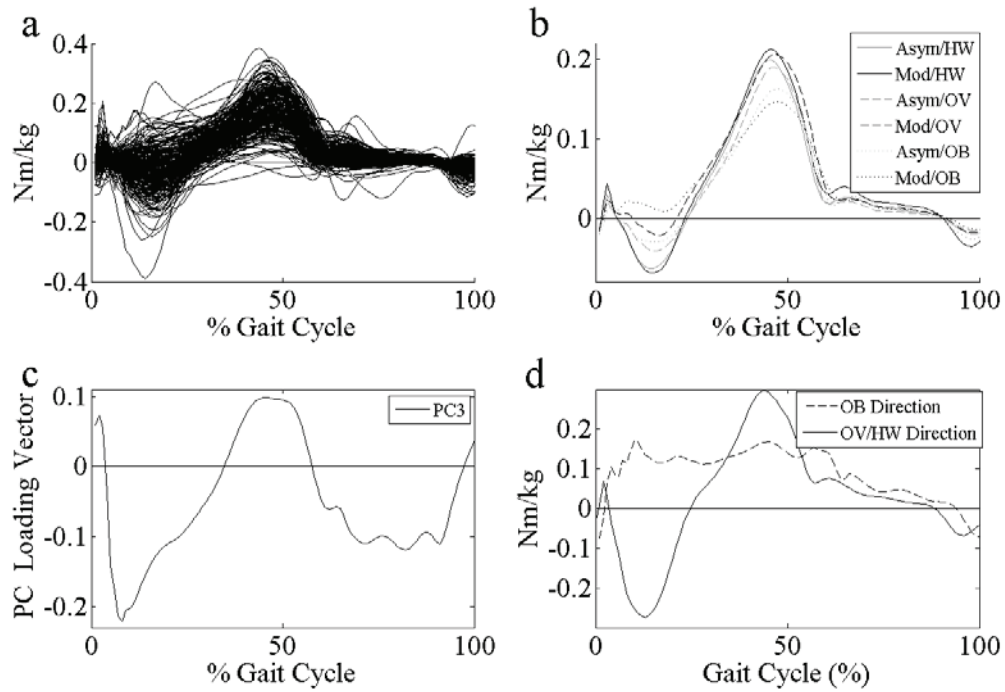 a
Nm/kg
0.4
0.2
0
-0.2
-0.4
0
50
100
% Gait Cycle
b
Nm/kg
0.2
0.1
0
0
50
100
% Gait Cycle
Asym/HW
Mod/HW
Asym/OV
Mod/OV
Asym/OB
Mod/OB
c
PC Loading Vector
0.1
0
-0.1
-0.2
0
50
100
% Gait Cycle
PC3
d
Nm/kg
0.2
0.1
0
-0.1
-0.2
0
50
100
Gait Cycle (%)
OB Direction
OV/HW Direction